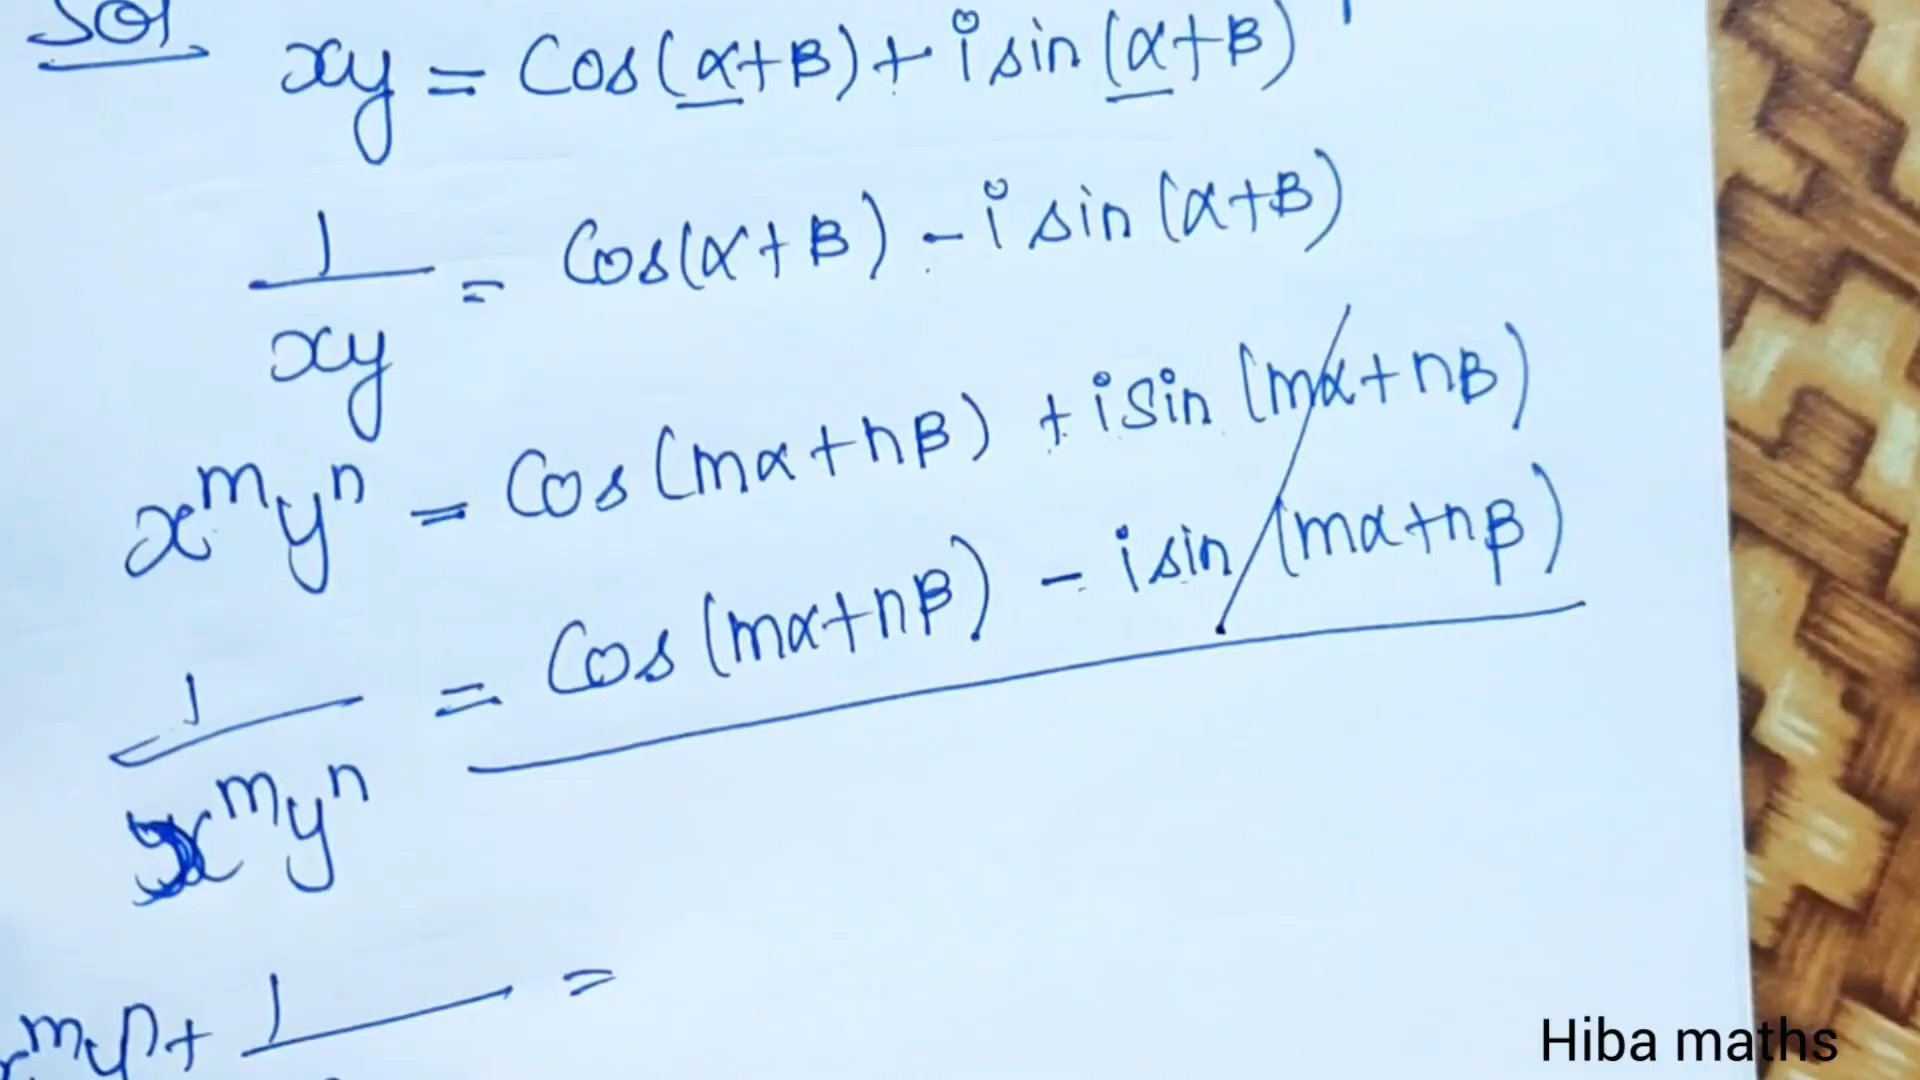 Sol
xy = Cos(α+β)+ i sin (α+β)
1/xy = Cos(α+β) - i sin (α+β)
x^m y^n = Cos (mα+nβ) + i Sin (mα+nβ)
1/x^m y^n = Cos (mα+nβ) - i sin (mα+nβ)
x^m y^n + 1/ =
Hiba maths